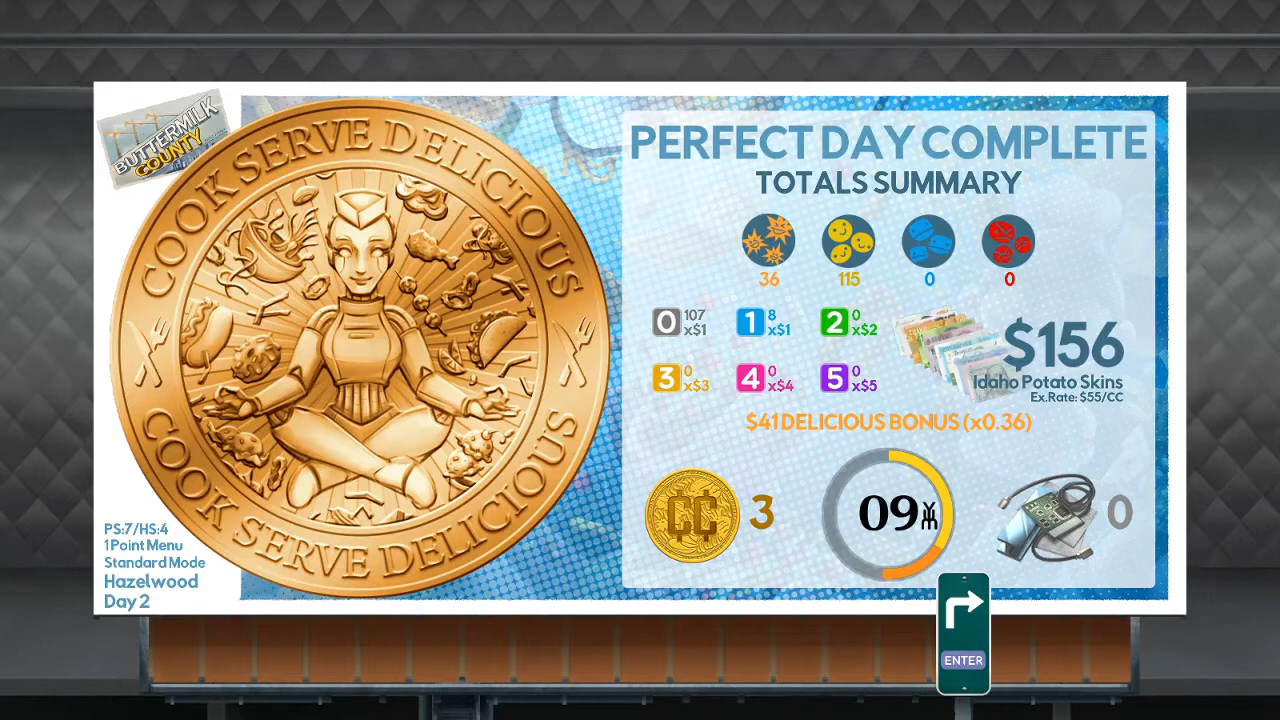 BUTTERMILK
COUNTY
COOK SERVE DELICIOUS
COOK SERVE DELICIOUS
PS:7/HS:4
1 Point Menu
Standard Mode
Hazelwood
Day 2
PERFECT DAY COMPLETE
TOTALS SUMMARY
36 115 0 0
0 107 x$1 1 8 x$1 2 0 x$2
3 0 x$3 4 0 x$4 5 0 x$5
$156
Idaho Potato Skins
Ex.Rate: $55/CC
$41 DELICIOUS BONUS (x0.36)
CC 3 09 0
ENTER